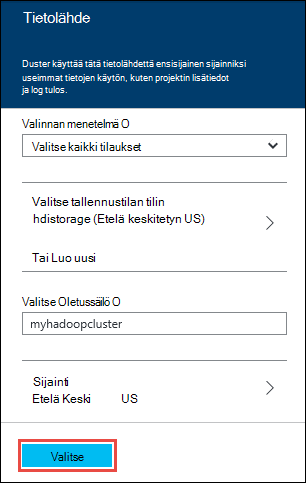 Tietolähde
Duster käyttää tätä tietolähdettä ensisijainen sijainniksi
useimmat tietojen käytön, kuten projektin lisätiedot
ja log tulos.
Valinnan menetelmä O
Valitse kaikki tilaukset
Valitse tallennustilan tilin
hdistorage (Etelä keskitetyn US)
Tai Luo uusi
Valitse Oletussäilö O
myhadoopcluster
Sijainti
Etelä Keski US
Valitse